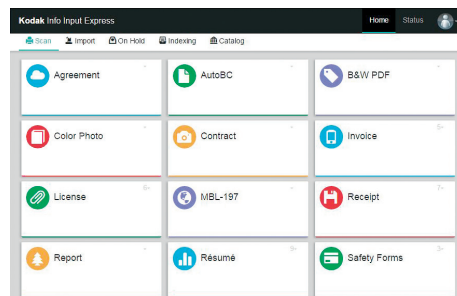 Kodak Info Input Express Home Status
Scan Import On Hold Indexing Catalog
Agreement AutoBC B&W PDF
Color Photo Contract Invoice
License MBL-197 Receipt
Report Résumé Safety Forms